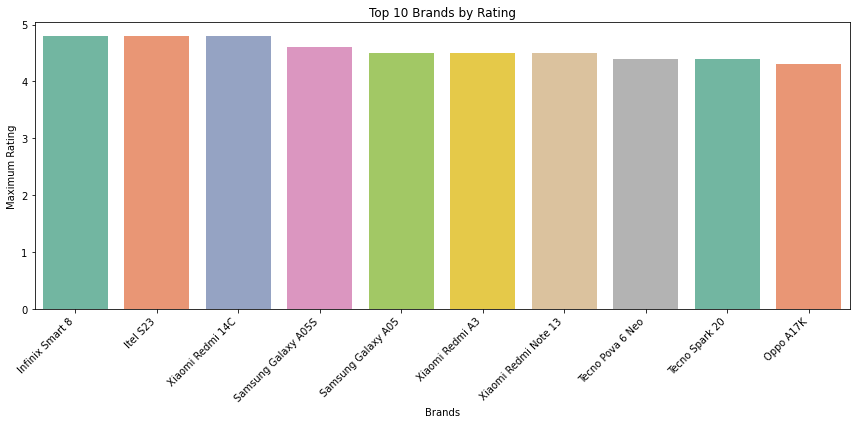 Top 10 Brands by Rating
Maximum Rating
5
4
3
2
1
0
Infinix Smart 8
Itel S23
Xiaomi Redmi 14C
Samsung Galaxy A05S
Samsung Galaxy A05
Xiaomi Redmi A3
Xiaomi Redmi Note 13
Tecno Pova 6 Neo
Tecno Spark 20
Oppo A17K
Brands